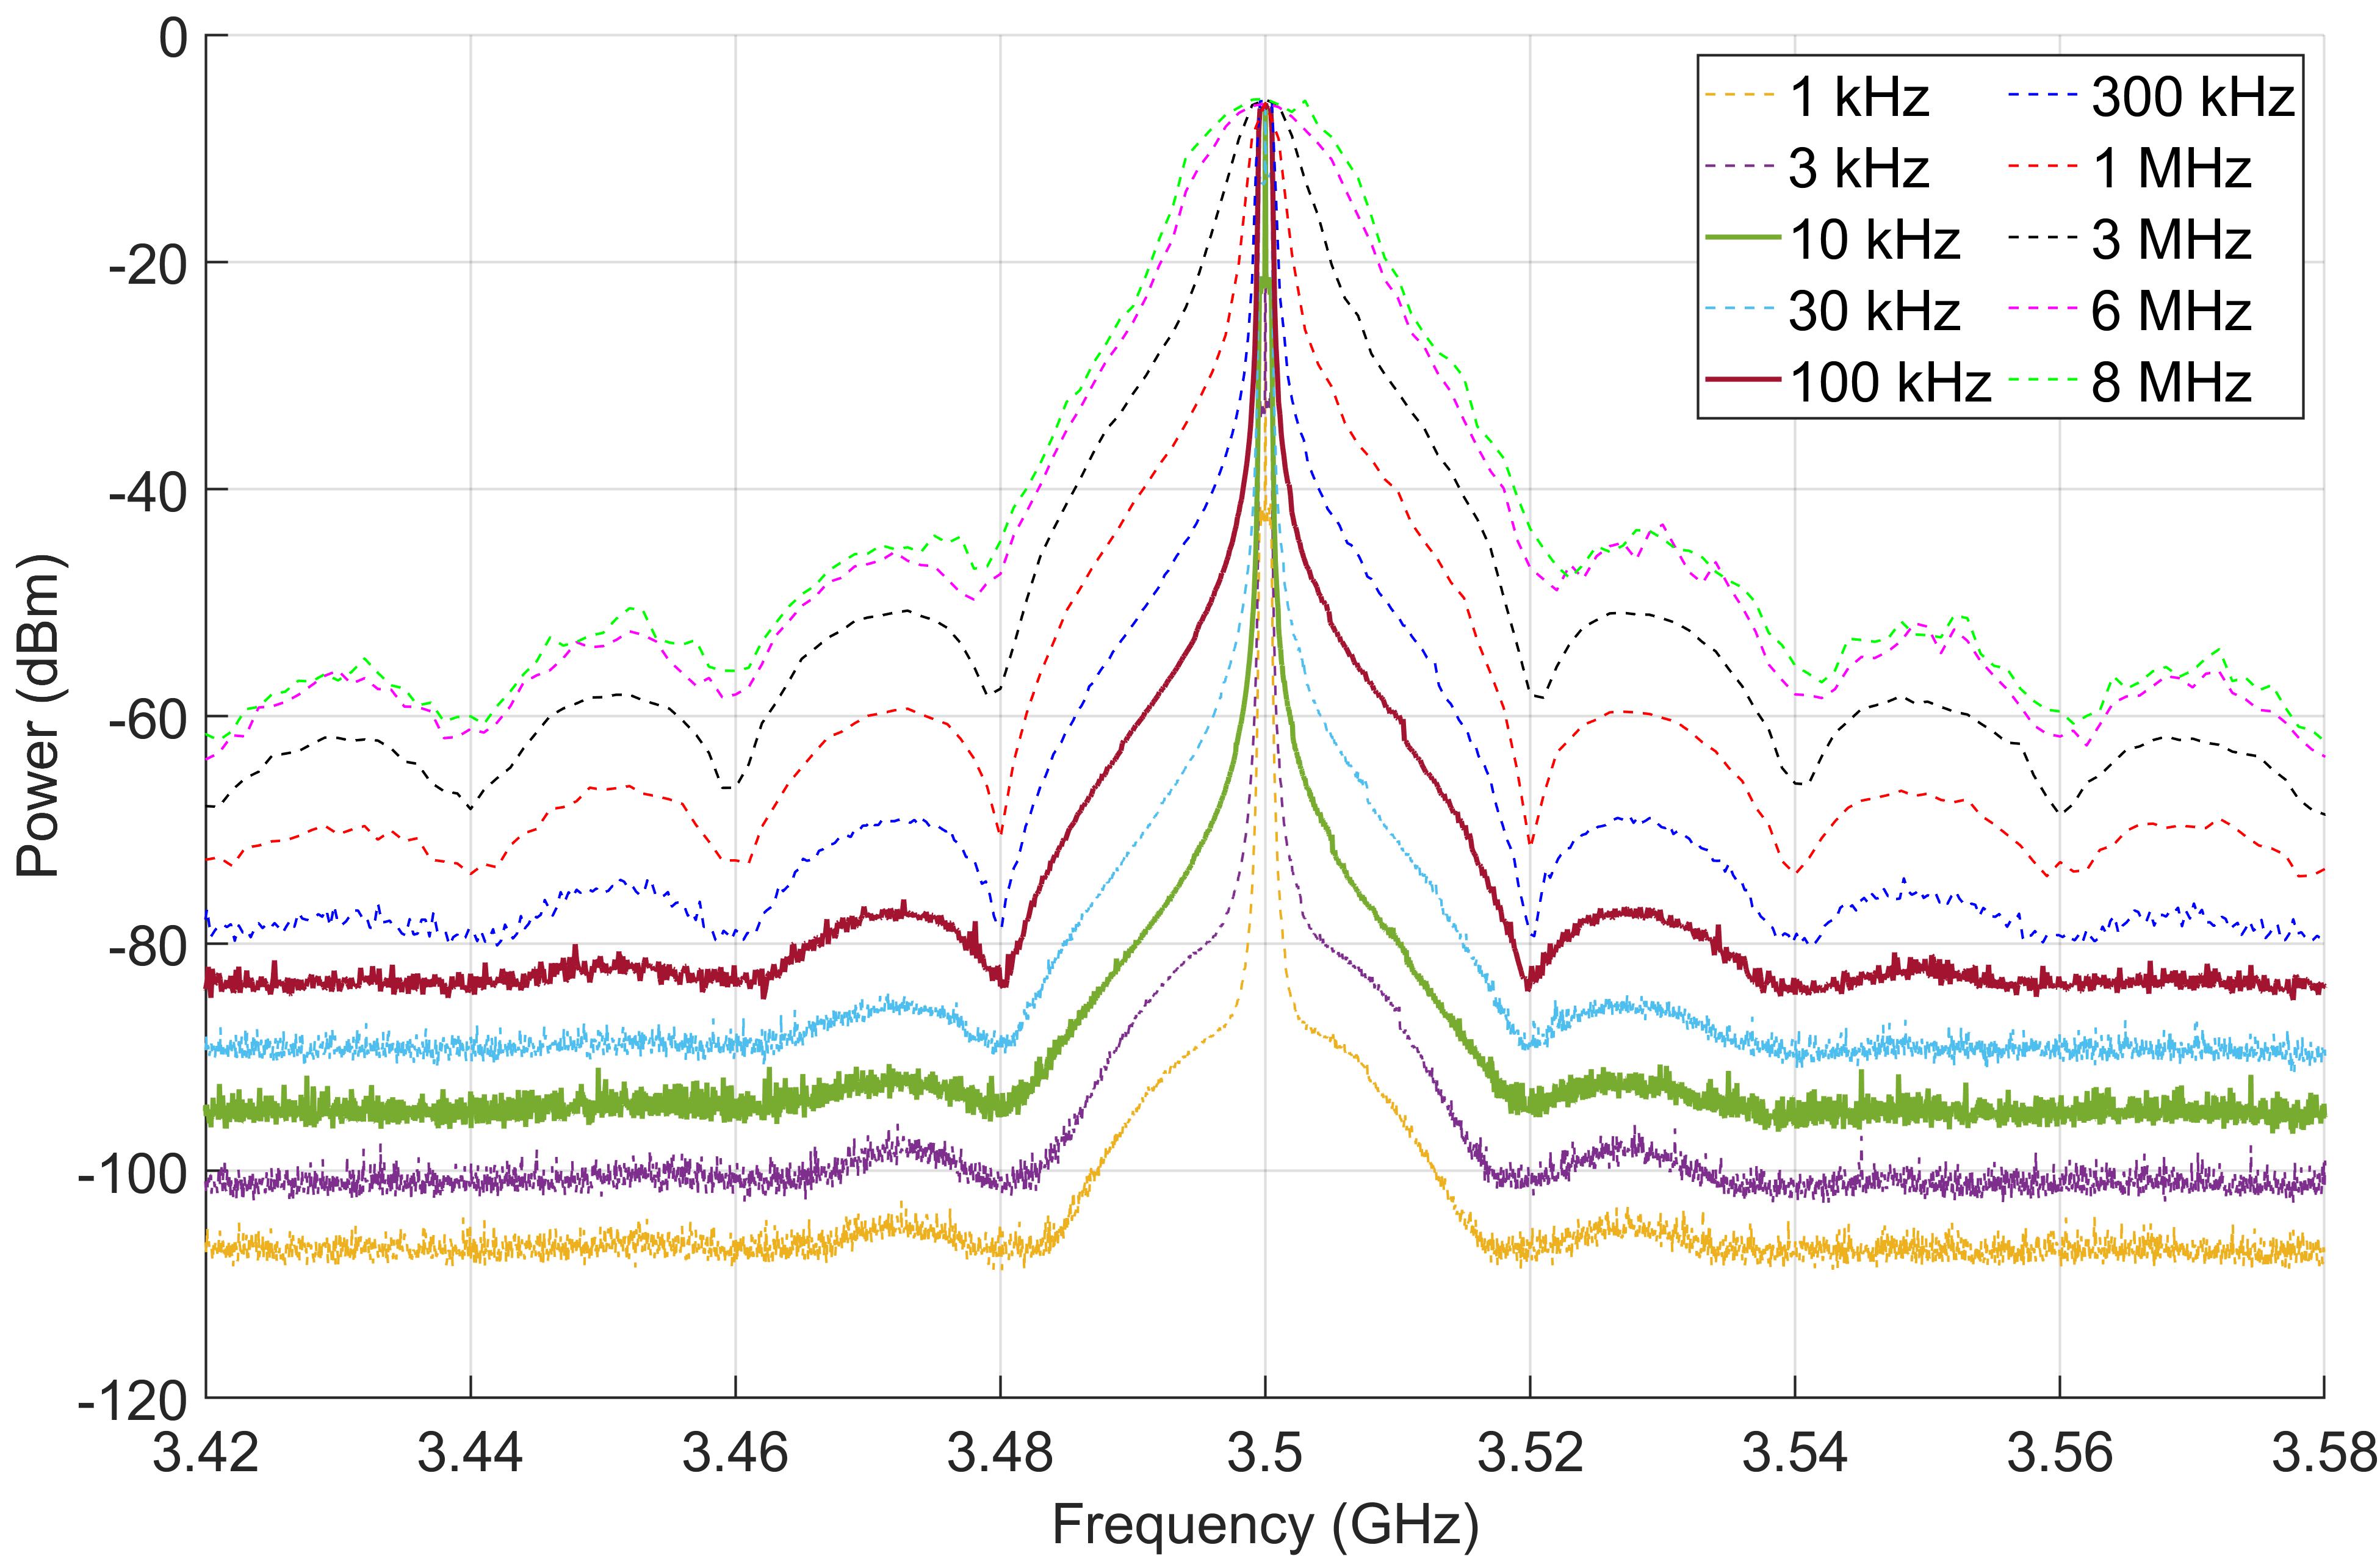 0
-20
-40
-60
-80
-100
-120
Power (dBm)
1 kHz
3 kHz
10 kHz
30 kHz
100 kHz
300 kHz
1 MHz
3 MHz
6 MHz
8 MHz
3.42 3.44 3.46 3.48 3.5 3.52 3.54 3.56 3.58
Frequency (GHz)